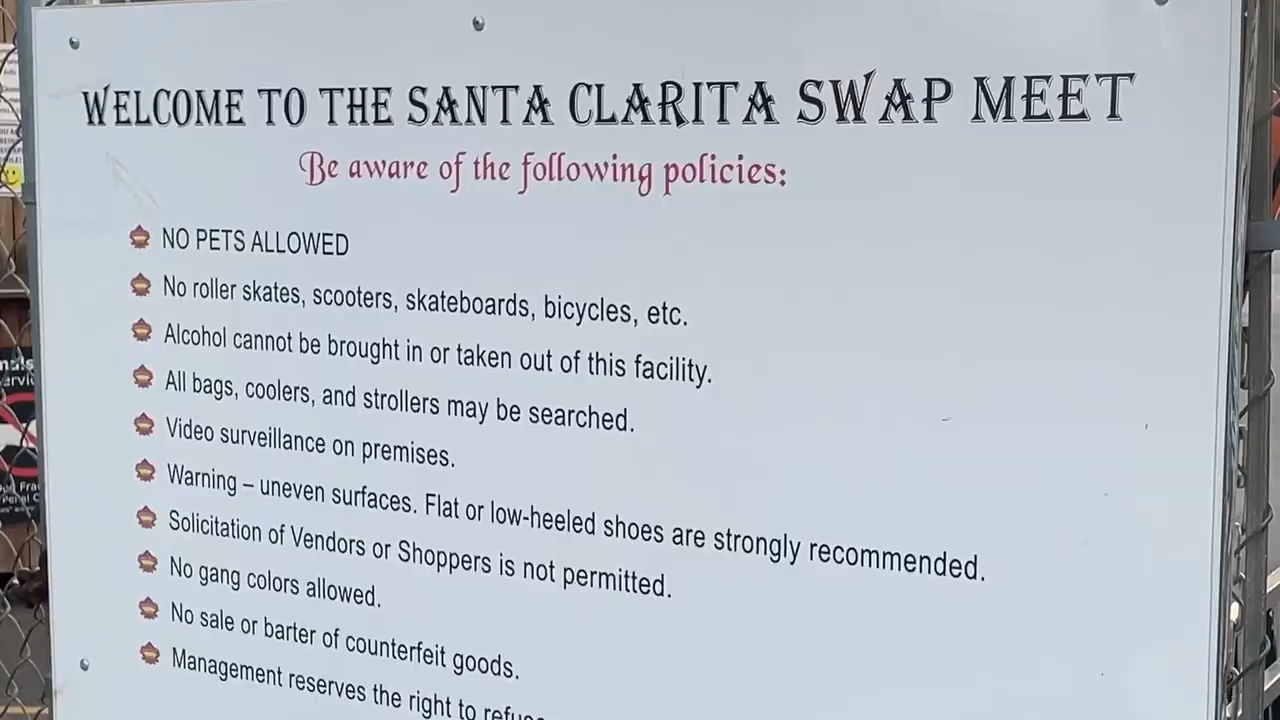 WELCOME TO THE SANTA CLARITA SWAP MEET
Be aware of the following policies:
NO PETS ALLOWED
No roller skates, scooters, skateboards, bicycles, etc.
Alcohol cannot be brought in or taken out of this facility.
All bags, coolers, and strollers may be searched.
Video surveillance on premises.
Warning – uneven surfaces. Flat or low-heeled shoes are strongly recommended.
Solicitation of Vendors or Shoppers is not permitted.
No gang colors allowed.
No sale or barter of counterfeit goods.
Management reserves the right to